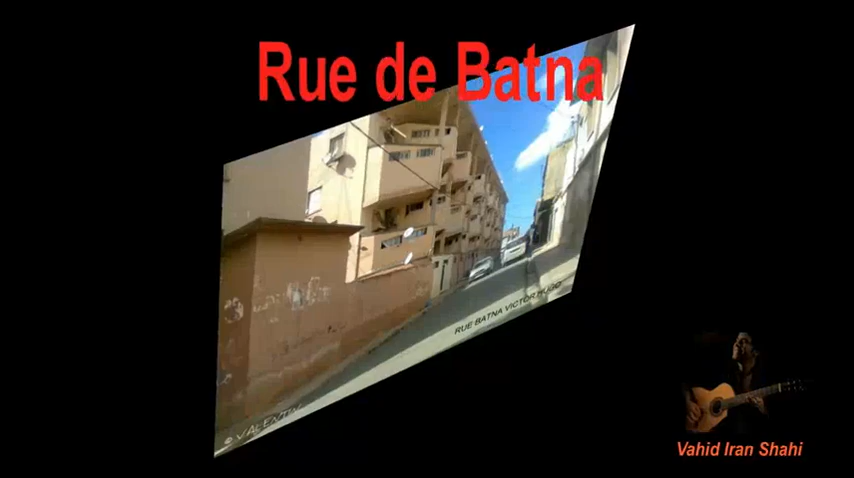 Rue de Batna
RUE BATNA VICTOR HUGO
© VALENTIN
Vahid Iran Shahi